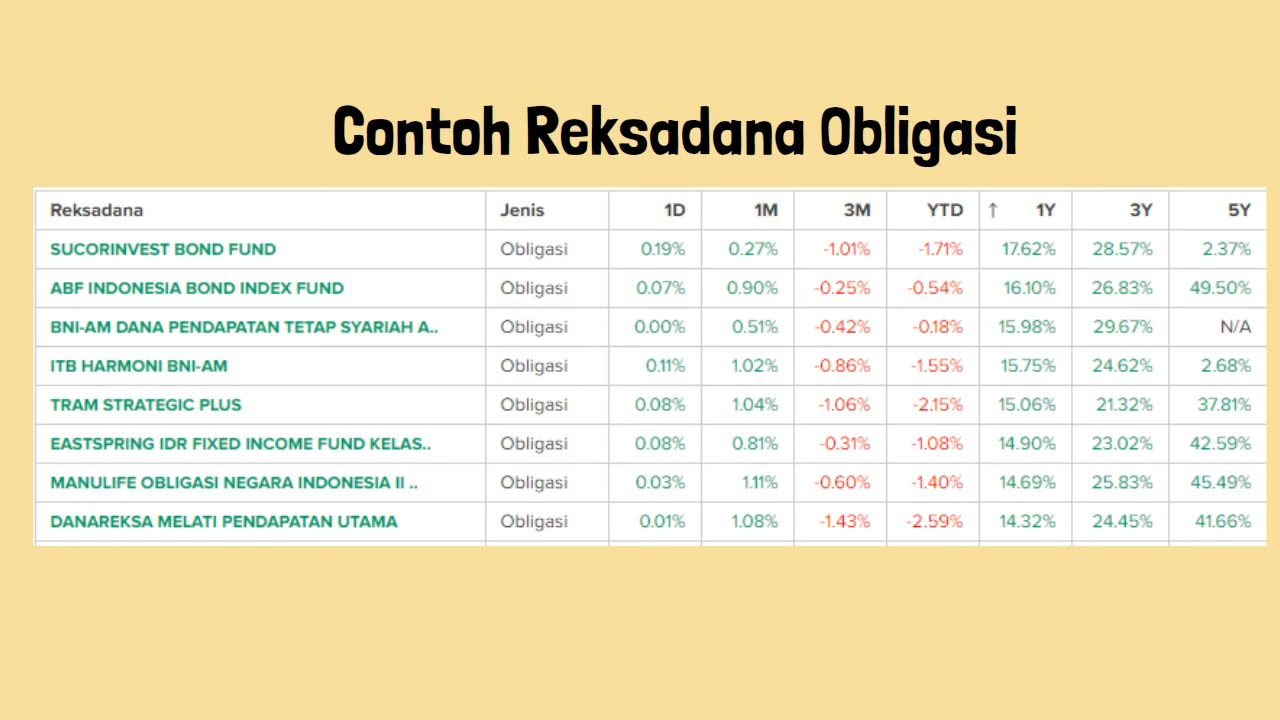 Contoh Reksadana Obligasi
Reksadana Jenis 1D 1M 3M YTD ↑ 1Y 3Y 5Y
SUCORINVEST BOND FUND Obligasi 0.19% 0.27% -1.01% -1.71% 17.62% 28.57% 2.37%
ABF INDONESIA BOND INDEX FUND Obligasi 0.07% 0.90% -0.25% -0.54% 16.10% 26.83% 49.50%
BNI-AM DANA PENDAPATAN TETAP SYARIAH A.. Obligasi 0.00% 0.51% -0.42% -0.18% 15.98% 29.67% N/A
ITB HARMONI BNI-AM Obligasi 0.11% 1.02% -0.86% -1.55% 15.75% 24.62% 2.68%
TRAM STRATEGIC PLUS Obligasi 0.08% 1.04% -1.06% -2.15% 15.06% 21.32% 37.81%
EASTSPRING IDR FIXED INCOME FUND KELAS.. Obligasi 0.08% 0.81% -0.31% -1.08% 14.90% 23.02% 42.59%
MANULIFE OBLIGASI NEGARA INDONESIA II .. Obligasi 0.03% 1.11% -0.60% -1.40% 14.69% 25.83% 45.49%
DANAREKSA MELATI PENDAPATAN UTAMA Obligasi 0.01% 1.08% -1.43% -2.59% 14.32% 24.45% 41.66%